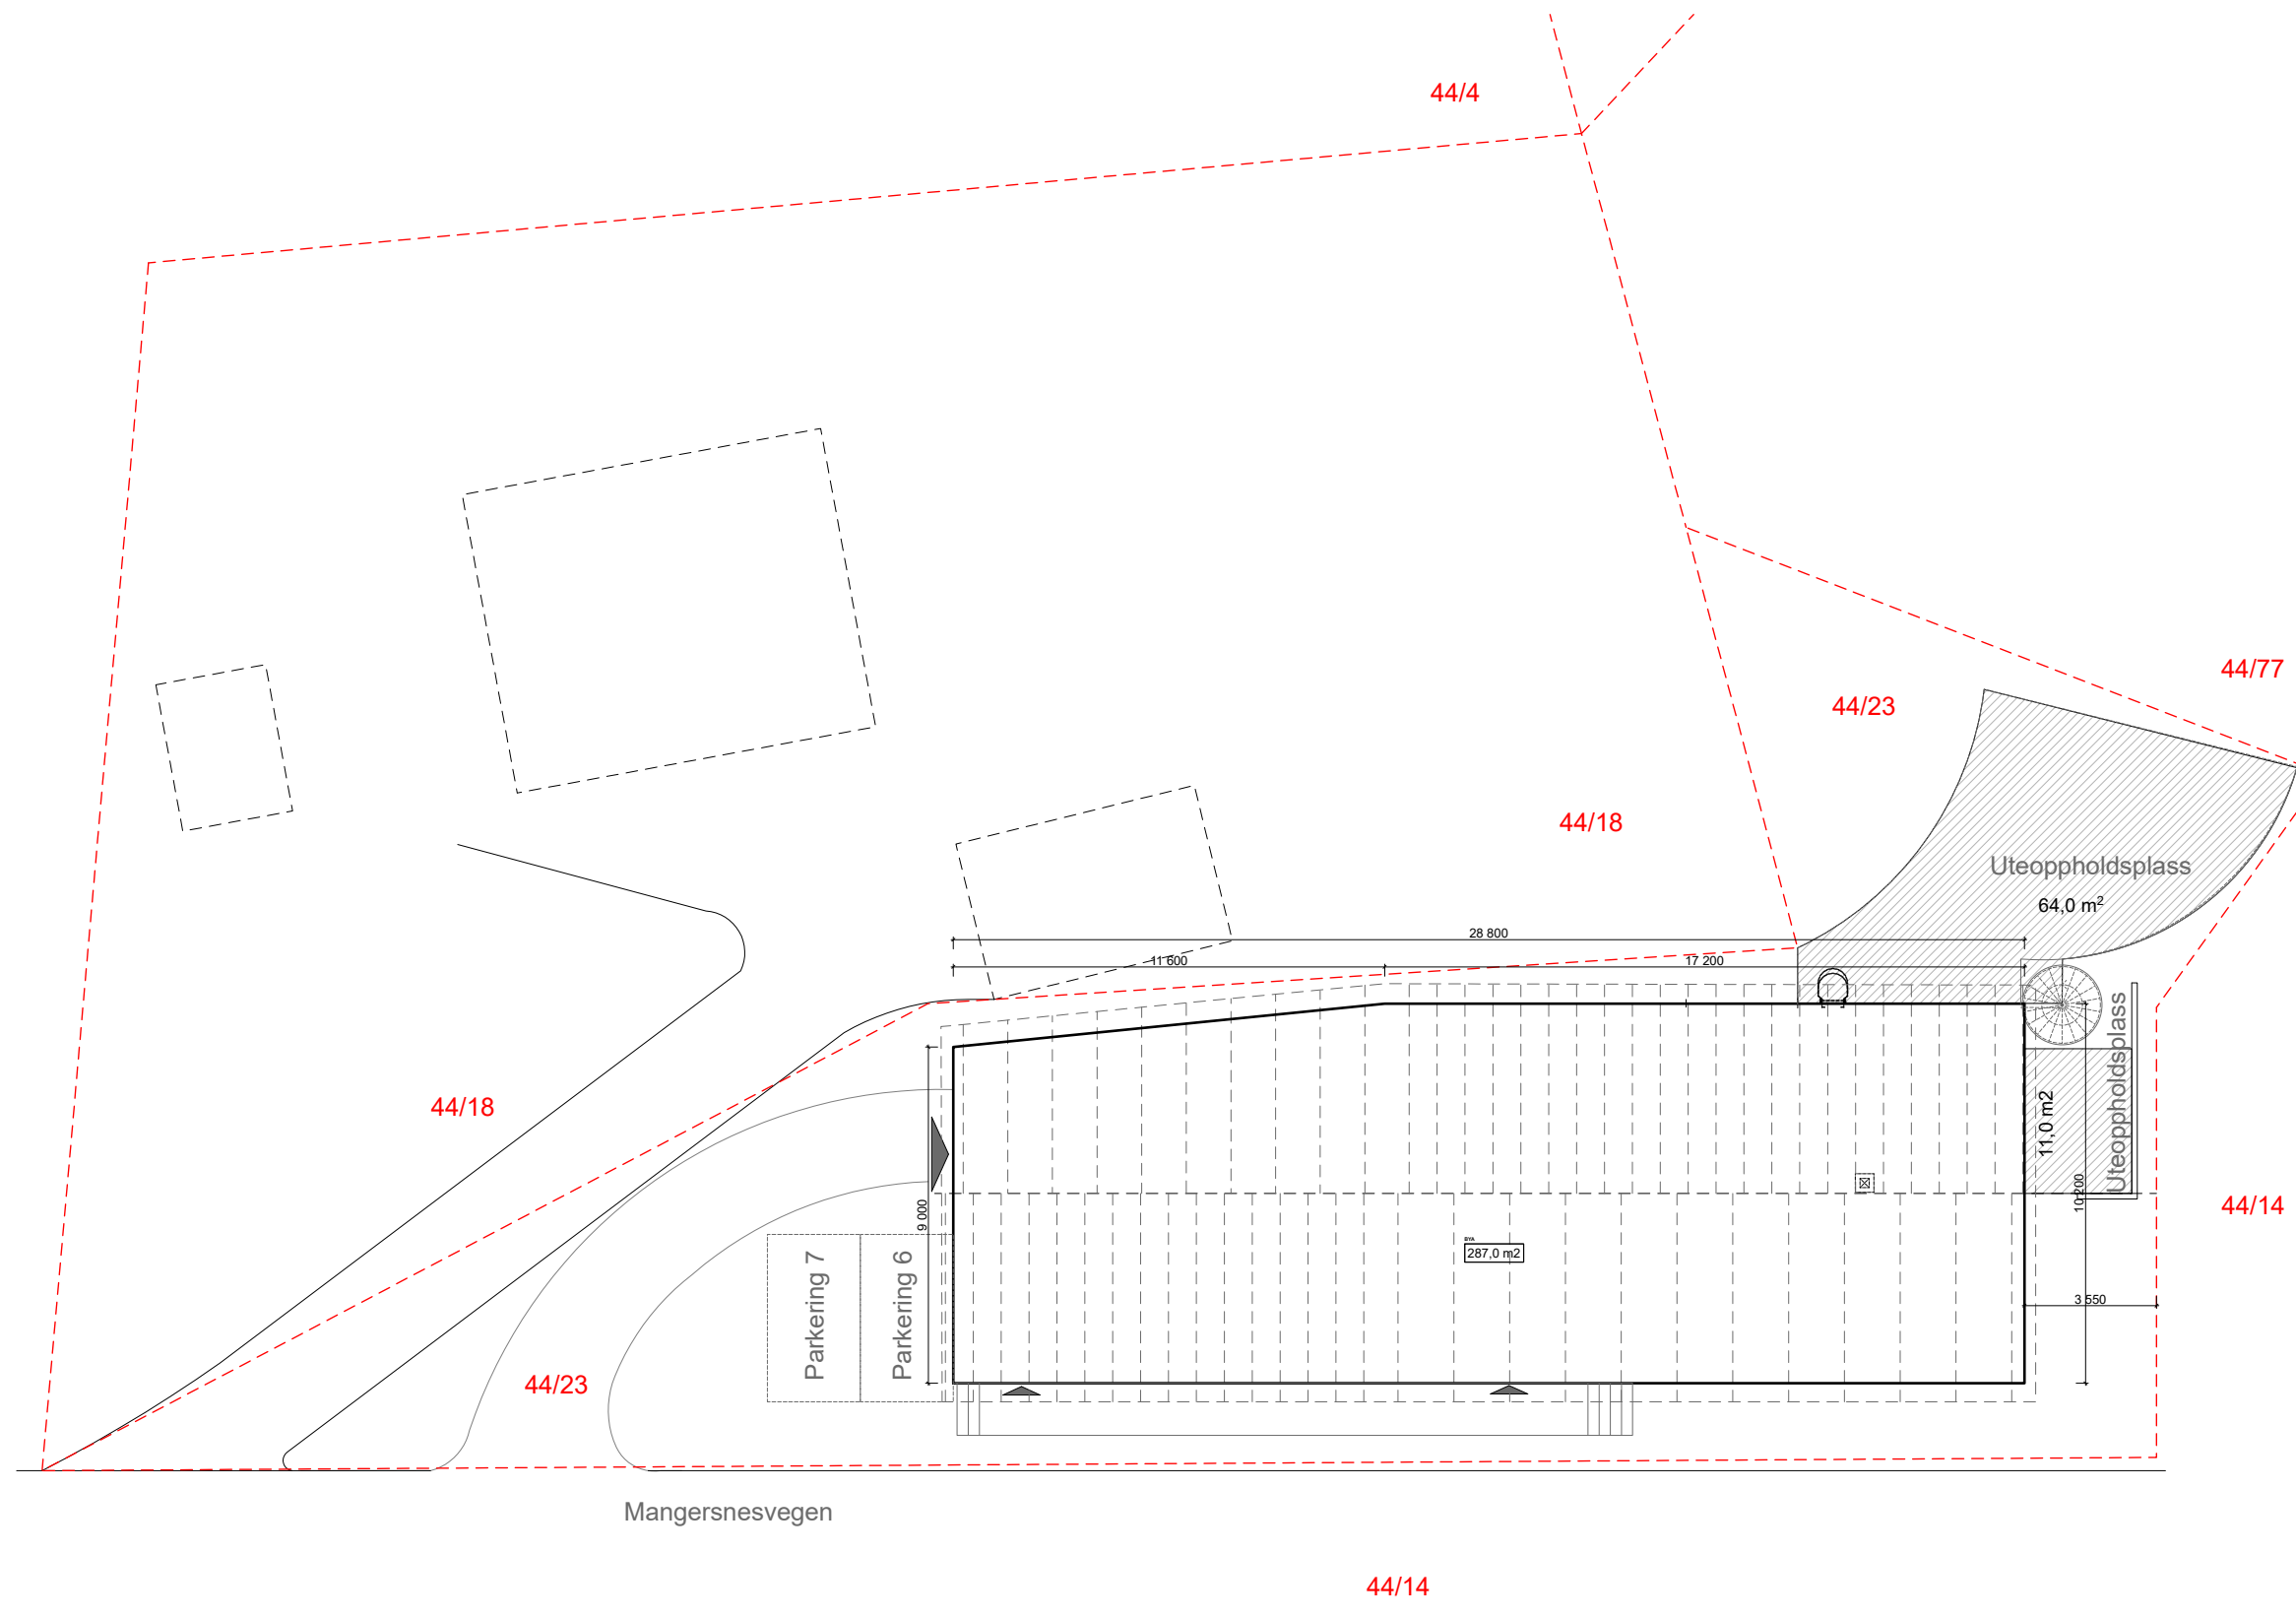 44/4
44/77
44/23
44/18
Uteoppholdsplass
64,0 m²
28 800
11 600
17 200
Uteoppholdsplass
11,0 m2
44/18
10 200
44/14
9 000
BYA
287,0 m2
Parkering 7
Parkering 6
3 550
44/23
Mangersnesvegen
44/14